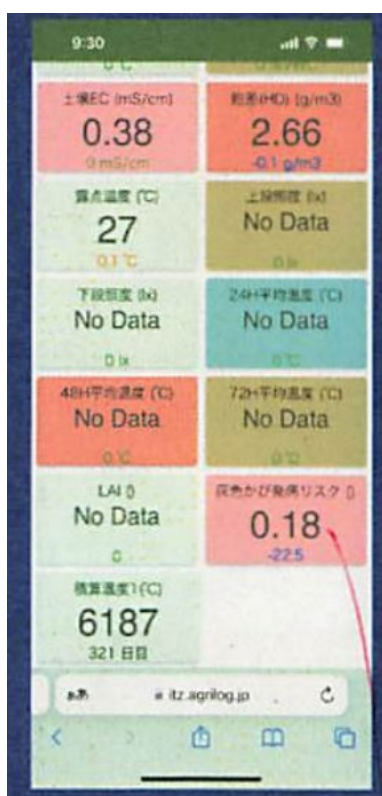 9:30
土壌EC (mS/cm)
0.38
0 mS/cm
飽差(HD) (g/m3)
2.66
-0.1 g/m3
露点温度 (℃)
27
0.1 ℃
上段照度 (lx)
No Data
0 lx
下段照度 (lx)
No Data
0 lx
24H平均温度 (℃)
No Data
0 ℃
48H平均温度 (℃)
No Data
0 ℃
72H平均温度 (℃)
No Data
0 ℃
LAI ()
No Data
0
灰色かび発病リスク ()
0.18
-22.5
積算温度1(℃)
6187
321 日目
ぁあ
itz.agrilog.jp